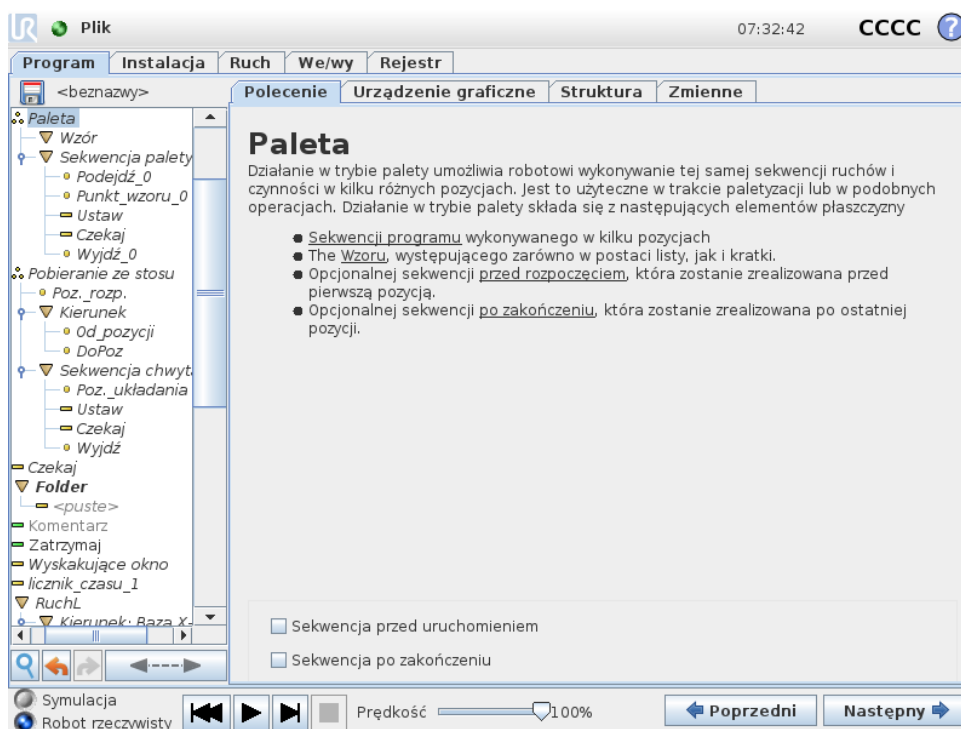 UR Plik 07:32:42 CCCC ?
Program Instalacja Ruch We/wy Rejestr
<beznazwy>
Polecenie Urządzenie graficzne Struktura Zmienne
Paleta
Wzór
Sekwencja palety
Podejdź_0
Punkt_wzoru_0
Ustaw
Czekaj
Wyjdź_0
Pobieranie ze stosu
Poz._rozp.
Kierunek
Od_pozycji
DoPoz
Sekwencja chwyt
Poz._układania
Ustaw
Czekaj
Wyjdź
Czekaj
Folder
<puste>
Komentarz
Zatrzymaj
Wyskakujące okno
licznik_czasu_1
RuchL
Kierunek: Baza X-
Paleta
Działanie w trybie palety umożliwia robotowi wykonywanie tej samej sekwencji ruchów i
czynności w kilku różnych pozycjach. Jest to użyteczne w trakcie paletyzacji lub w podobnych
operacjach. Działanie w trybie palety składa się z następujących elementów płaszczyzny
Sekwencji programu wykonywanego w kilku pozycjach
The Wzoru, występującego zarówno w postaci listy, jak i kratki.
Opcjonalnej sekwencji przed rozpoczęciem, która zostanie zrealizowana przed
pierwszą pozycją.
Opcjonalnej sekwencji po zakończeniu, która zostanie zrealizowana po ostatniej
pozycji.
Sekwencja przed uruchomieniem
Sekwencja po zakończeniu
Symulacja
Robot rzeczywisty
Prędkość 100%
Poprzedni Następny